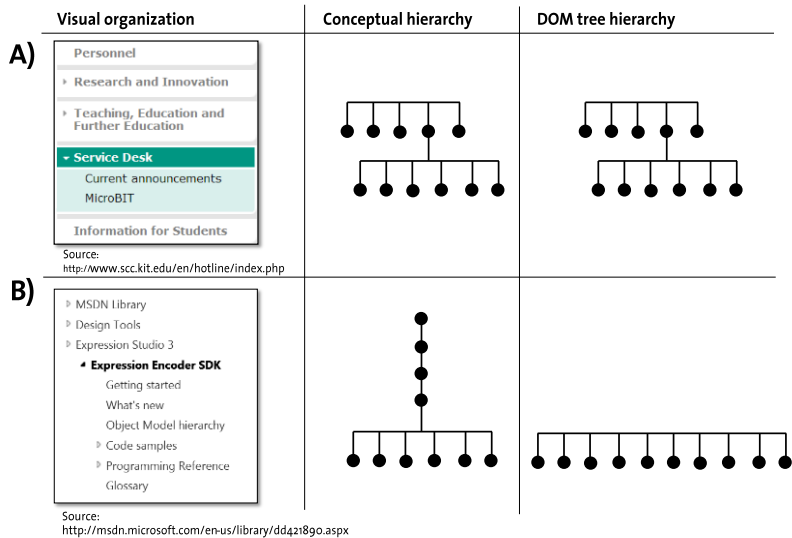 Visual organization
Conceptual hierarchy
DOM tree hierarchy
A)
Personnel
Research and Innovation
Teaching, Education and
Further Education
Service Desk
Current announcements
MicroBIT
Information for Students
Source:
http://www.scc.kit.edu/en/hotline/index.php
B)
MSDN Library
Design Tools
Expression Studio 3
Expression Encoder SDK
Getting started
What's new
Object Model hierarchy
Code samples
Programming Reference
Glossary
Source:
http://msdn.microsoft.com/en-us/library/dd421890.aspx